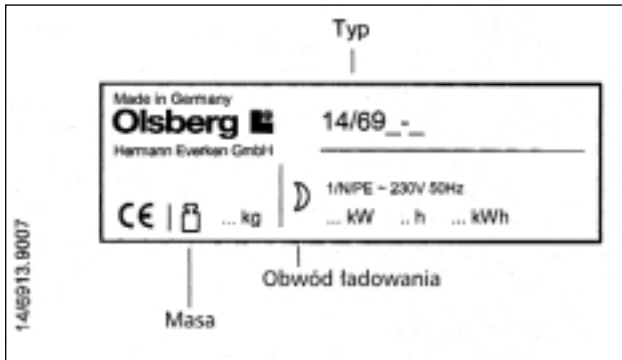 Typ
Made in Germany
Olsberg
Hermann Everken GmbH
14/69_-_
1/N/PE ~ 230V 50Hz
CE ... kg ... kW .. h ... kWh
Obwód ładowania
Masa
14/6913.9007